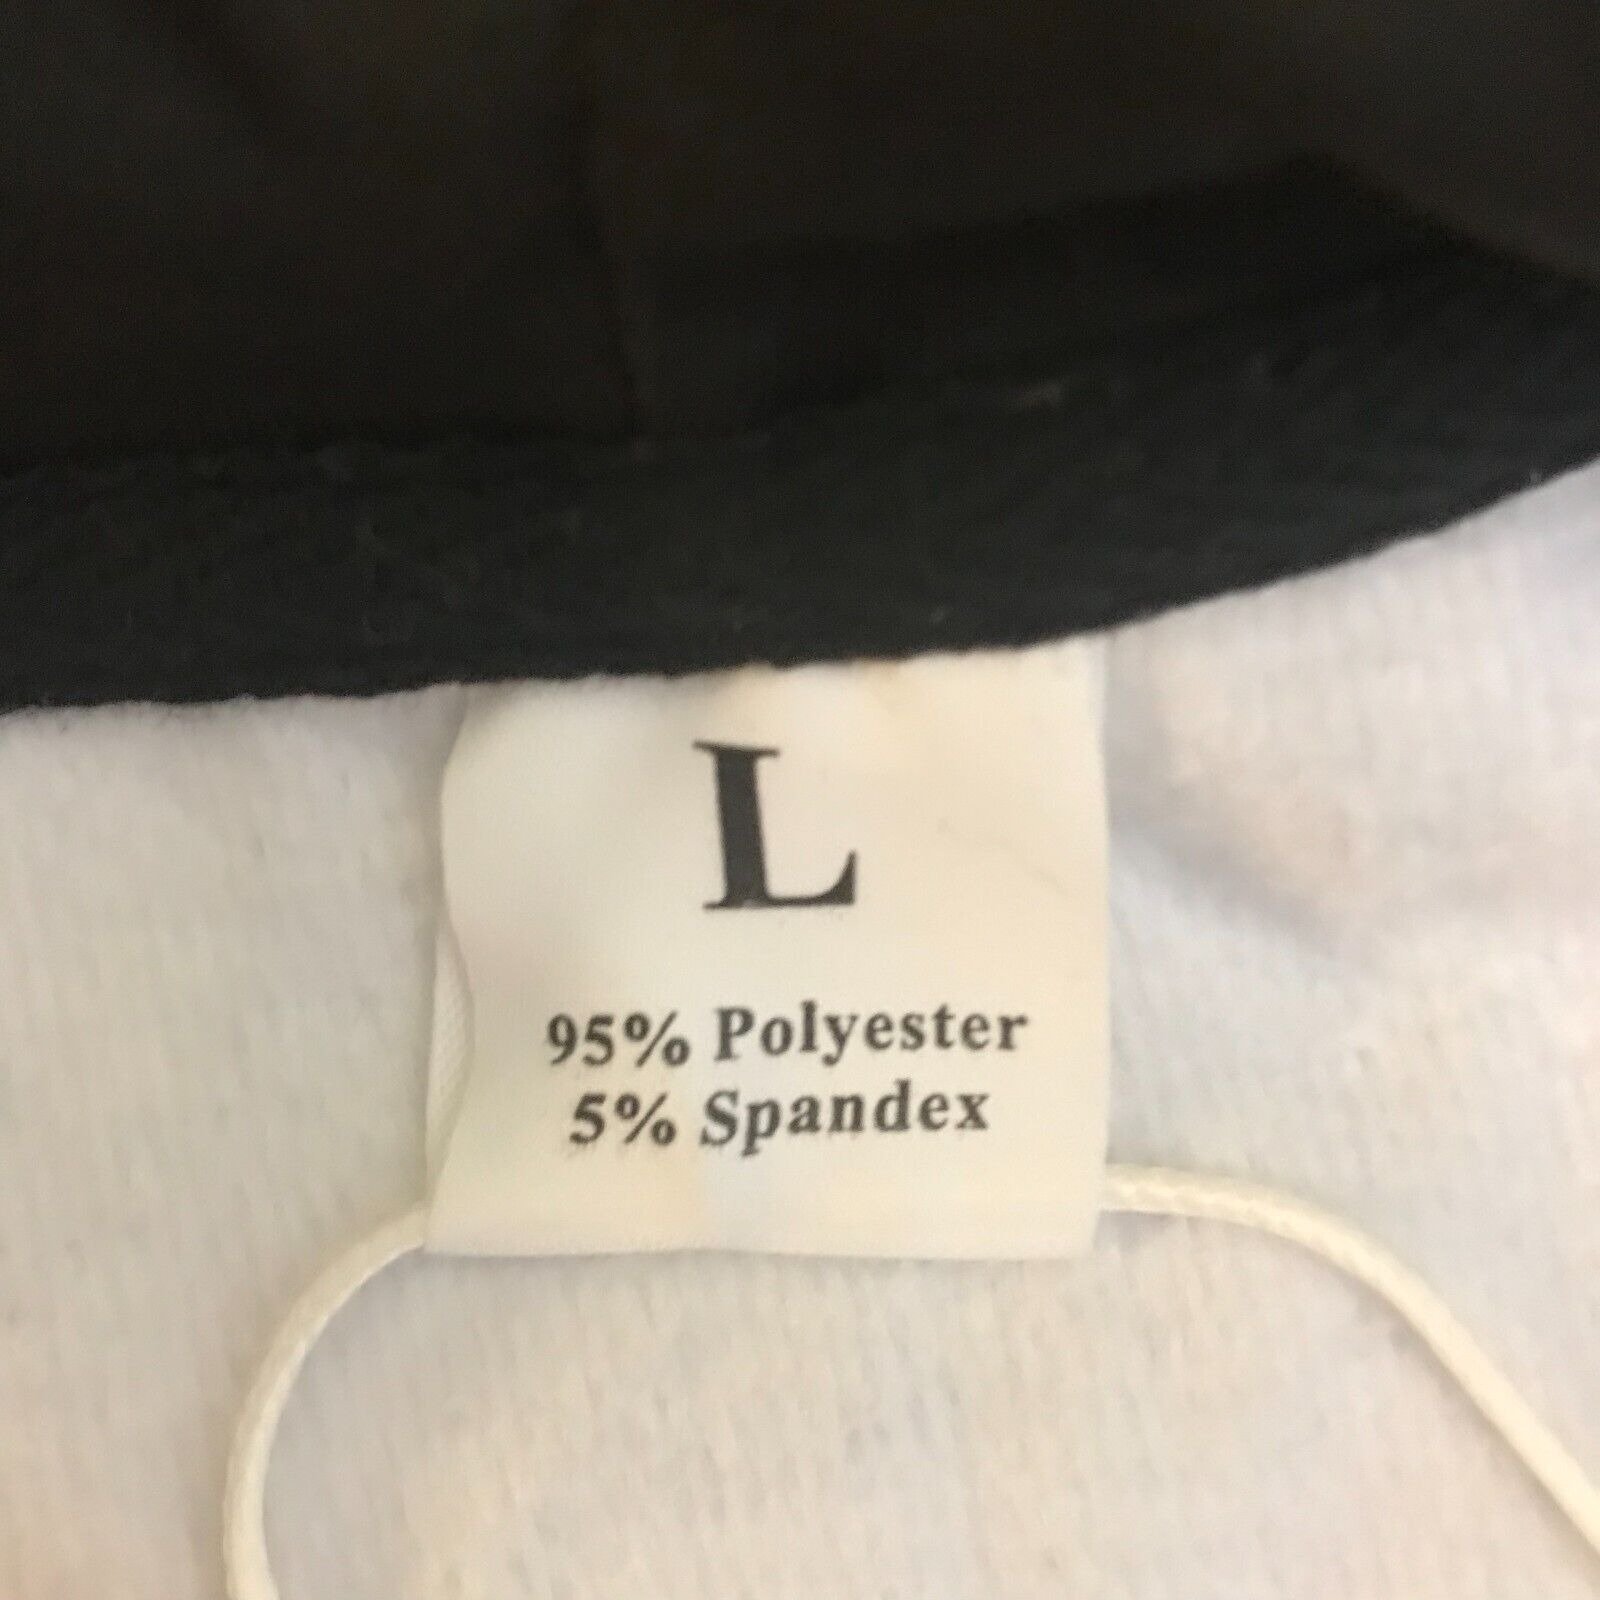 L
95% Polyester
5% Spandex